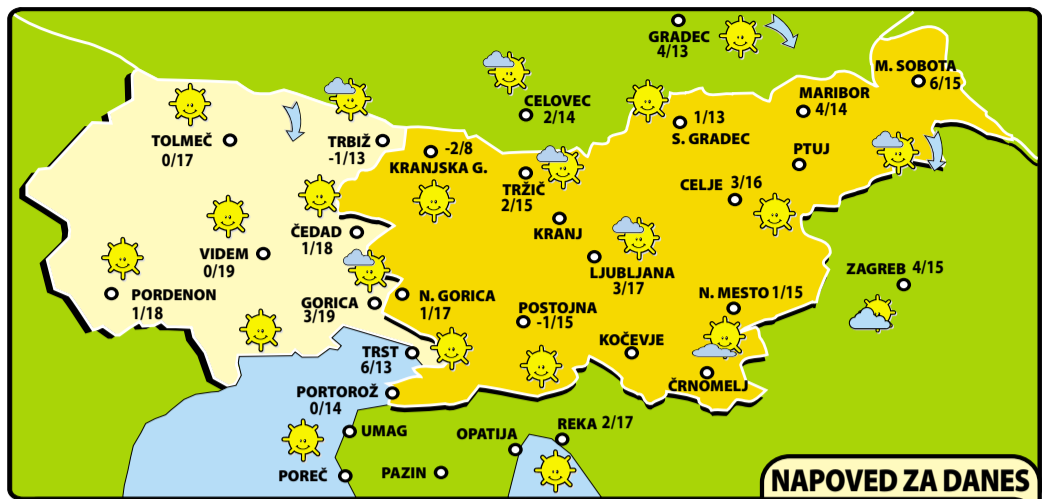 GRADEC
4/13
M. SOBOTA
6/15
MARIBOR
4/14
CELOVEC
2/14
1/13
S. GRADEC
TOLMEČ
0/17
TRBIŽ
-1/13
-2/8
KRANJSKA G.
PTUJ
TRŽIČ
2/15
CELJE 3/16
KRANJ
ČEDAD
1/18
VIDEM
0/19
LJUBLJANA
3/17
ZAGREB 4/15
PORDENON
1/18
GORICA
3/19
N. GORICA
1/17
POSTOJNA
-1/15
N. MESTO 1/15
KOČEVJE
TRST
6/13
ČRNOMELJ
PORTOROŽ
0/14
UMAG
OPATIJA
REKA 2/17
POREČ
PAZIN
NAPOVED ZA DANES